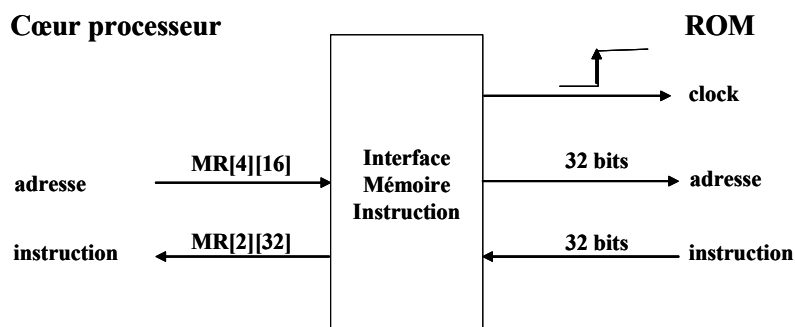 Cœur processeur
ROM
clock
adresse
MR[4][16]
Interface
Mémoire
Instruction
32 bits
adresse
instruction
MR[2][32]
32 bits
instruction